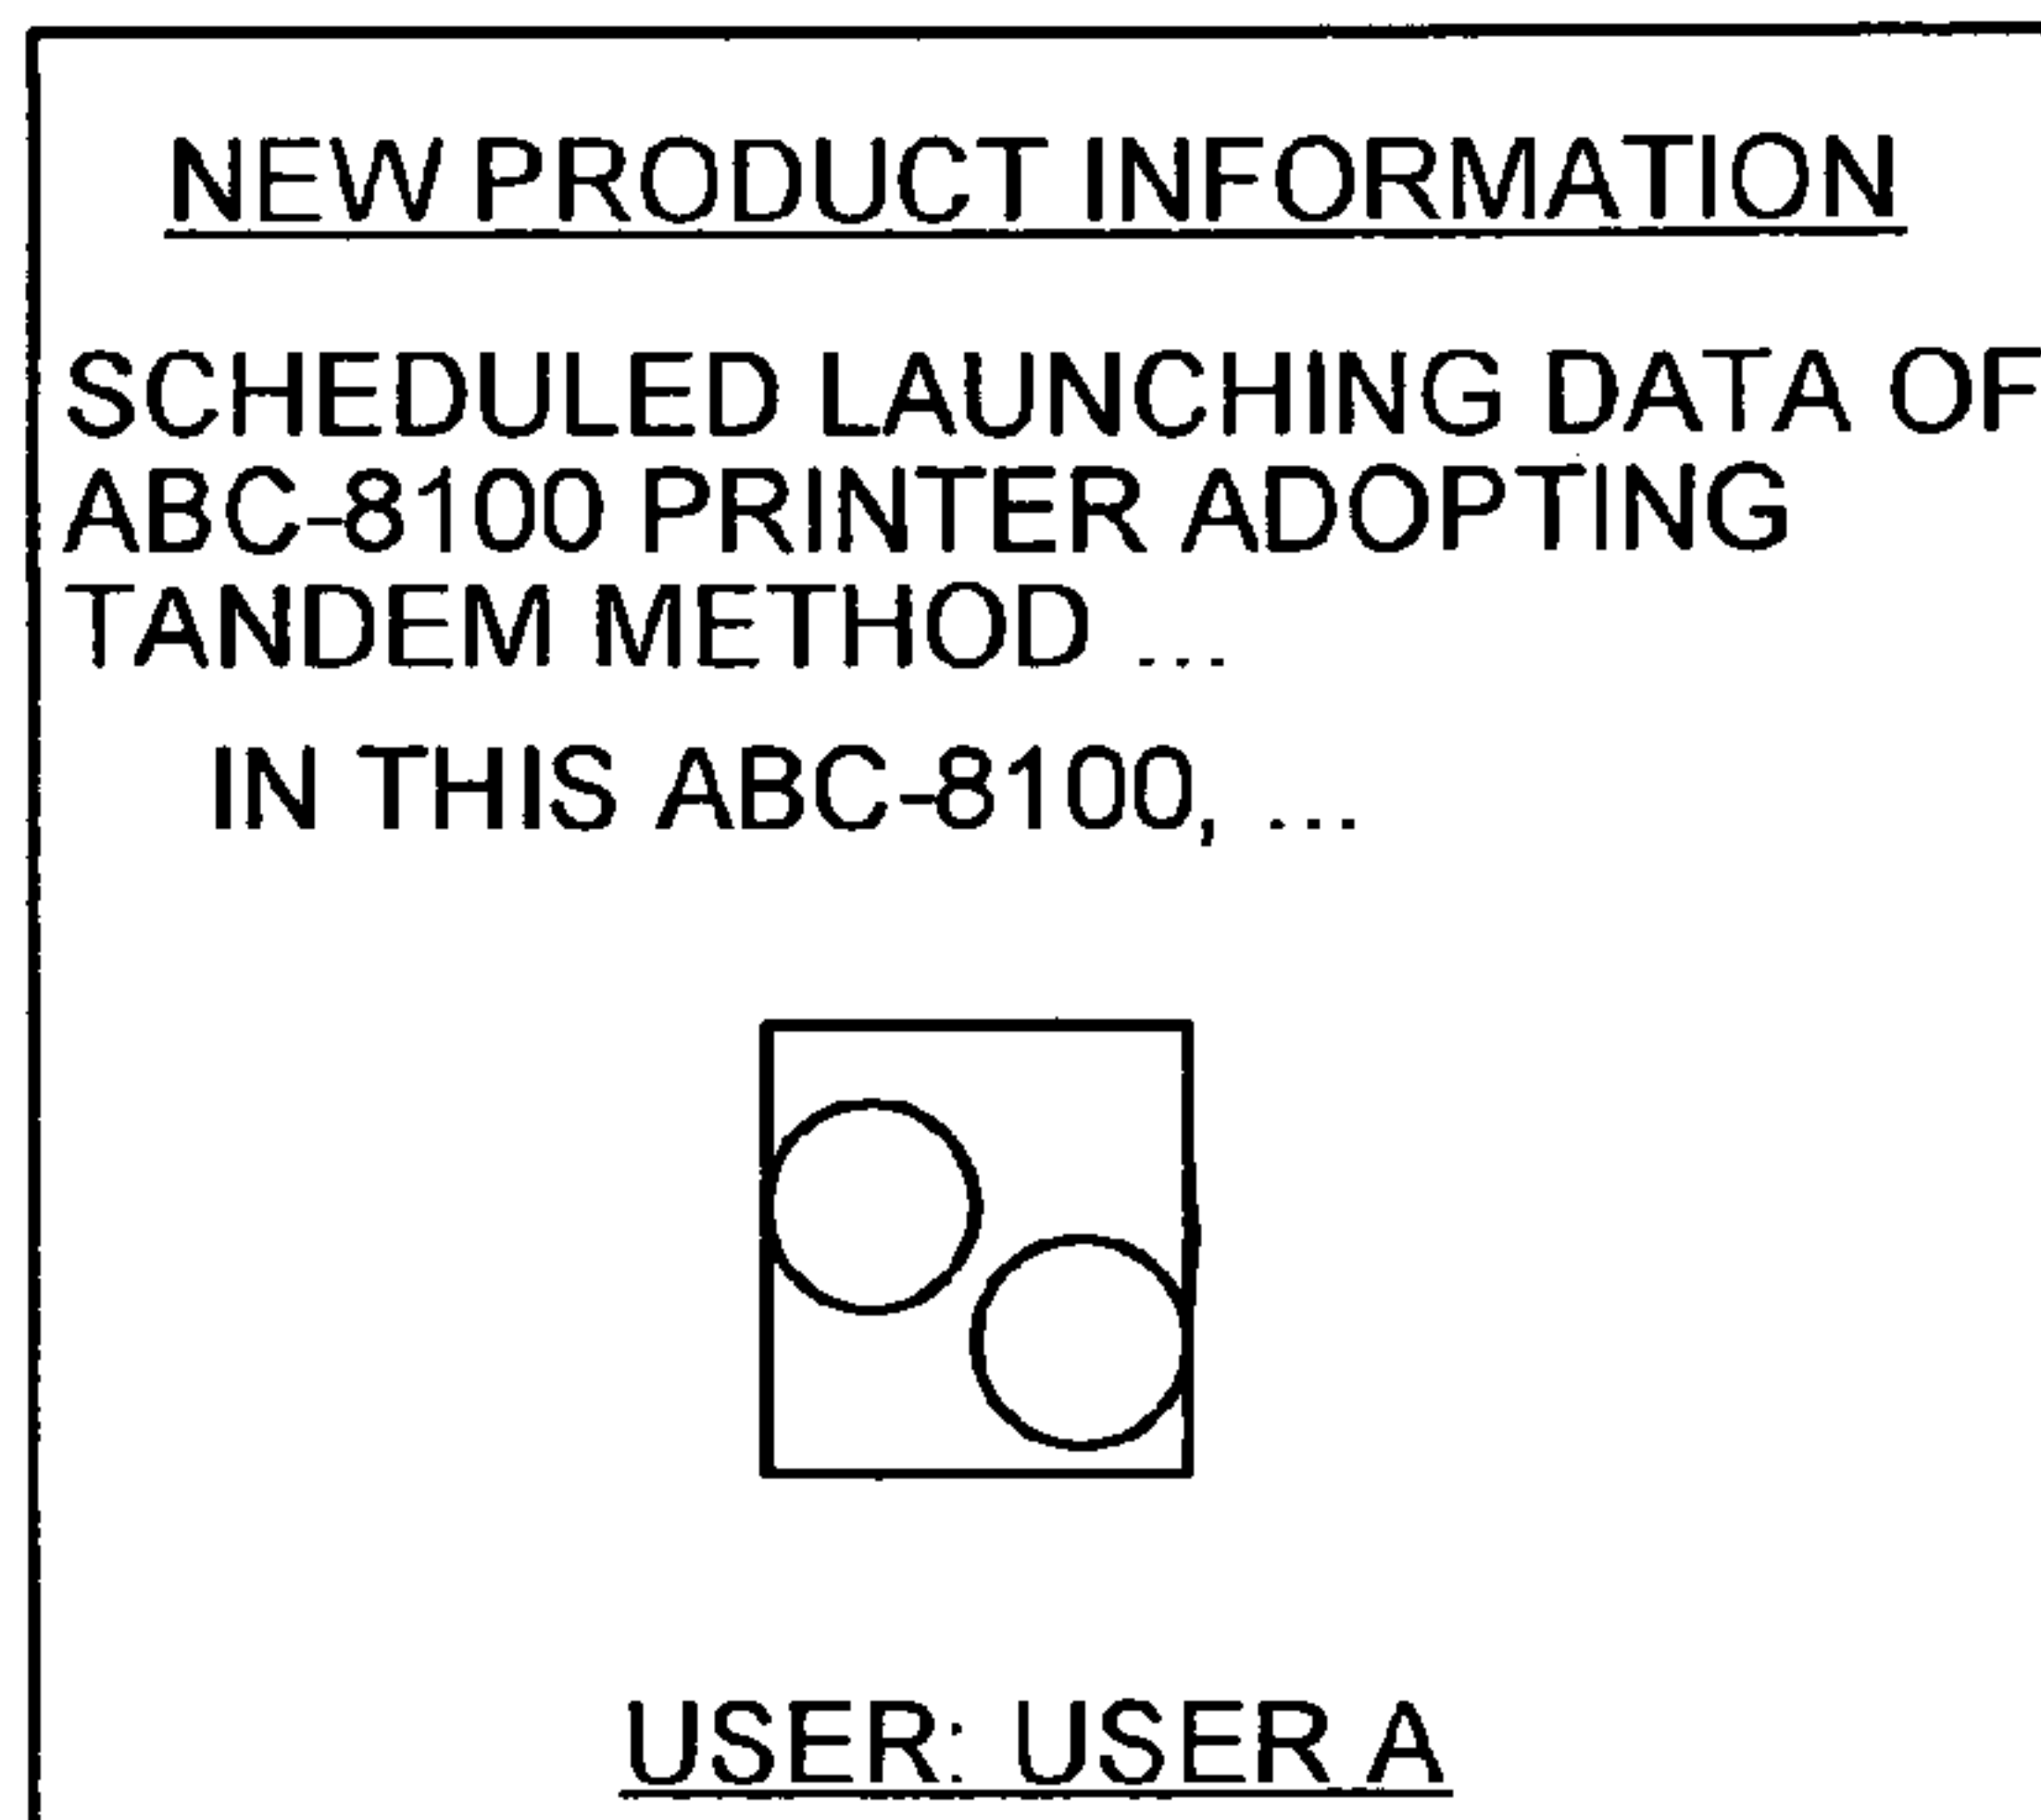 NEW PRODUCT INFORMATION
SCHEDULED LAUNCHING DATA OF
ABC-8100 PRINTER ADOPTING
TANDEM METHOD ...
IN THIS ABC-8100, ...
USER: USER A